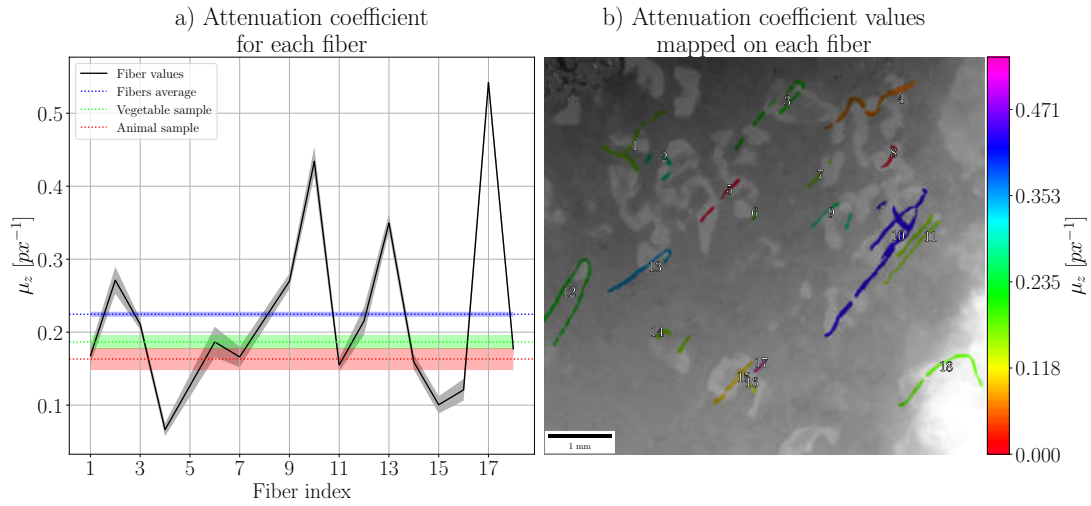 a) Attenuation coefficient
for each fiber
Fiber values
Fibers average
Vegetable sample
Animal sample
0.5
0.4
0.3
0.2
0.1
μz [px⁻¹]
1 3 5 7 9 11 13 15 17
Fiber index
b) Attenuation coefficient values
mapped on each fiber
1
2
3
4
5
6
7
8
9
10
11
12
13
14
15
16
17
18
1 mm
0.471
0.353
0.235
0.118
0.000
μz [px⁻¹]